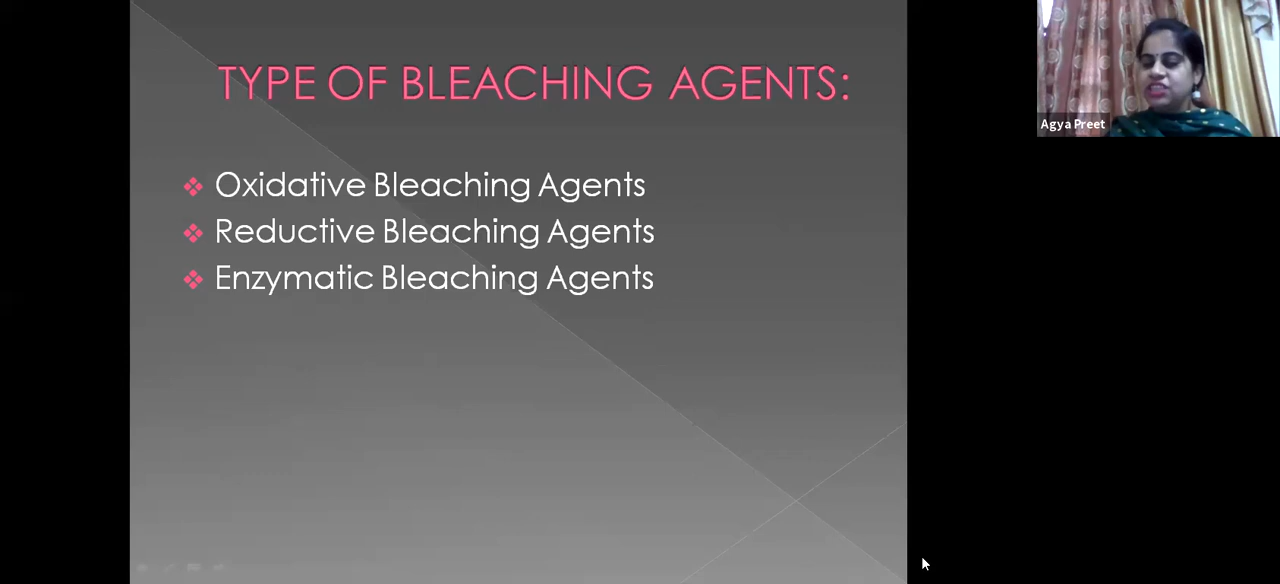 TYPE OF BLEACHING AGENTS:
Oxidative Bleaching Agents
Reductive Bleaching Agents
Enzymatic Bleaching Agents
Agya Preet